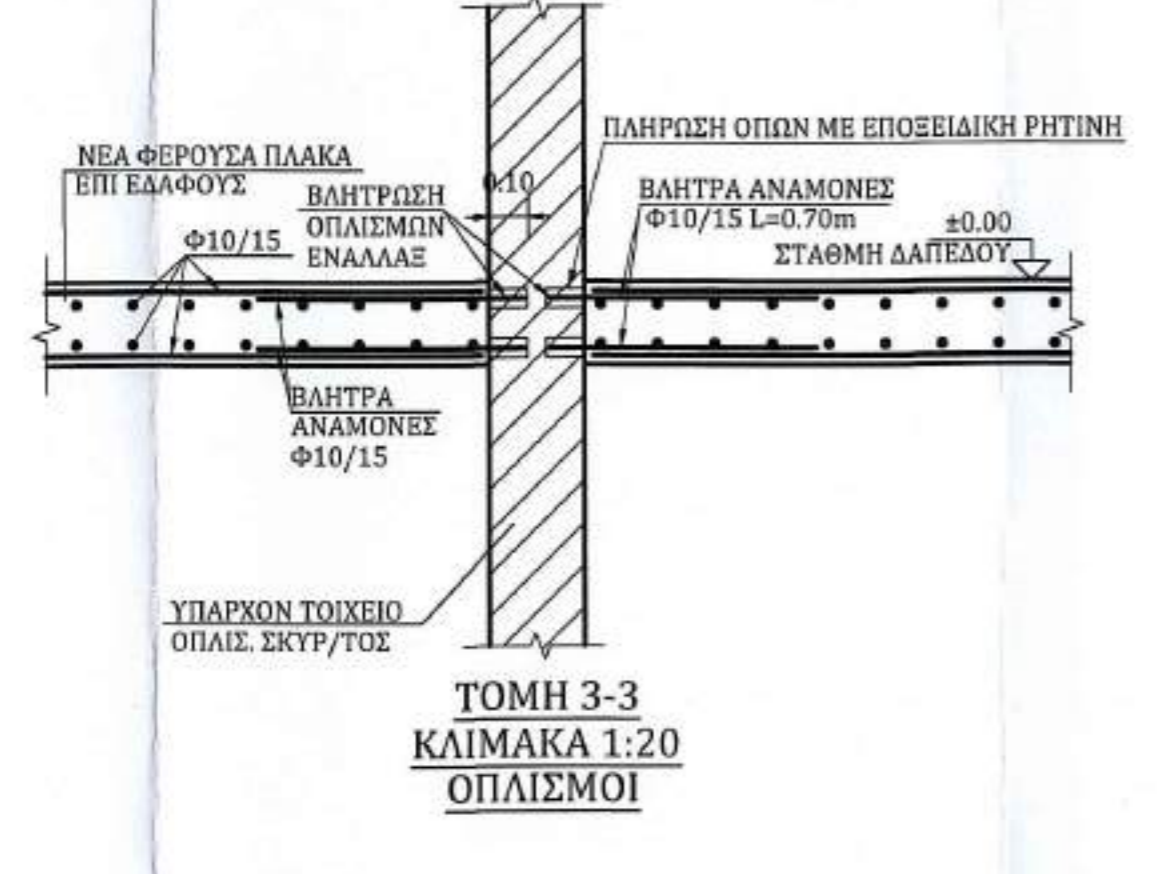 ΠΛΗΡΩΣΗ ΟΠΩΝ ΜΕ ΕΠΟΞΕΙΔΙΚΗ ΡΗΤΙΝΗ
ΝΕΑ ΦΕΡΟΥΣΑ ΠΛΑΚΑ
ΕΠΙ ΕΔΑΦΟΥΣ
0.10
ΒΛΗΤΡΩΣΗ
ΟΠΛΙΣΜΩΝ
ΕΝΑΛΛΑΞ
ΒΛΗΤΡΑ ΑΝΑΜΟΝΕΣ
Φ10/15 L=0.70m
±0.00
ΣΤΑΘΜΗ ΔΑΠΕΔΟΥ
Φ10/15
ΒΛΗΤΡΑ
ΑΝΑΜΟΝΕΣ
Φ10/15
ΥΠΑΡΧΟΝ ΤΟΙΧΕΙΟ
ΟΠΛΙΣ. ΣΚΥΡ/ΤΟΣ
ΤΟΜΗ 3-3
ΚΛΙΜΑΚΑ 1:20
ΟΠΛΙΣΜΟΙ